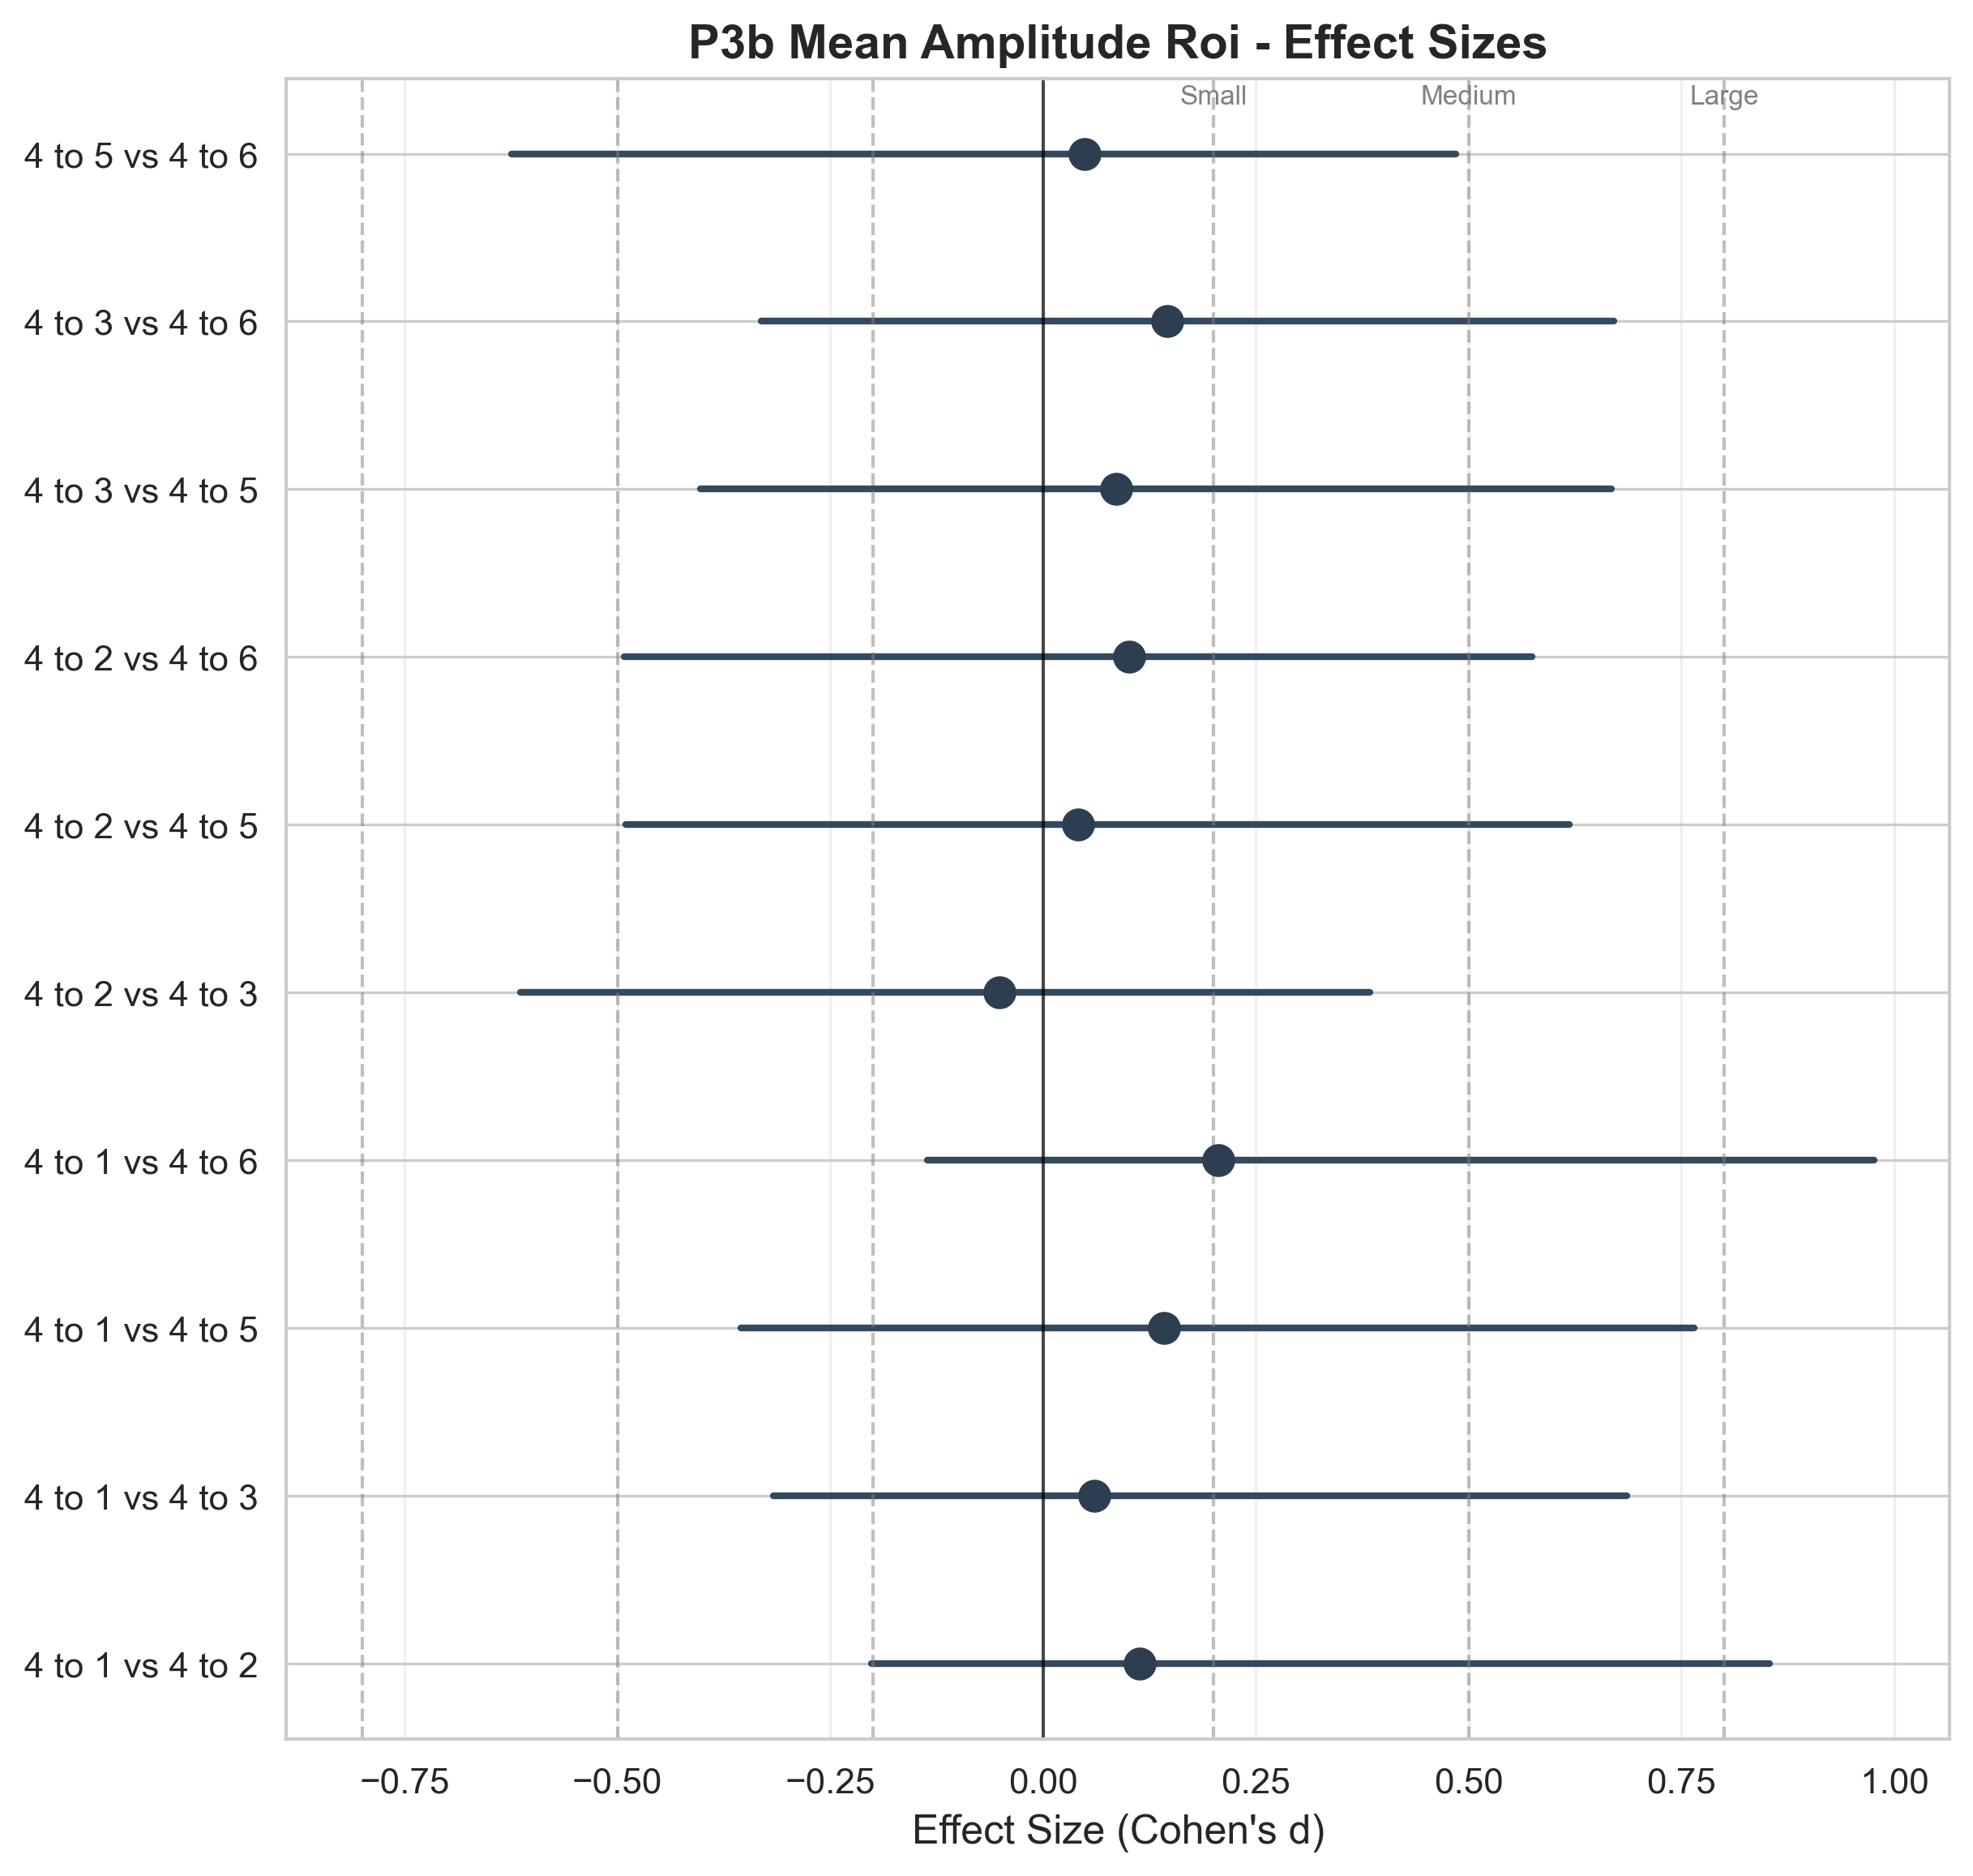 P3b Mean Amplitude Roi - Effect Sizes
Small Medium Large
4 to 5 vs 4 to 6
4 to 3 vs 4 to 6
4 to 3 vs 4 to 5
4 to 2 vs 4 to 6
4 to 2 vs 4 to 5
4 to 2 vs 4 to 3
4 to 1 vs 4 to 6
4 to 1 vs 4 to 5
4 to 1 vs 4 to 3
4 to 1 vs 4 to 2
−0.75 −0.50 −0.25 0.00 0.25 0.50 0.75 1.00
Effect Size (Cohen's d)